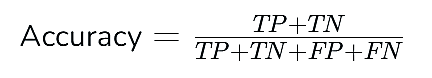 Accuracy = TP+TN / TP+TN+FP+FN